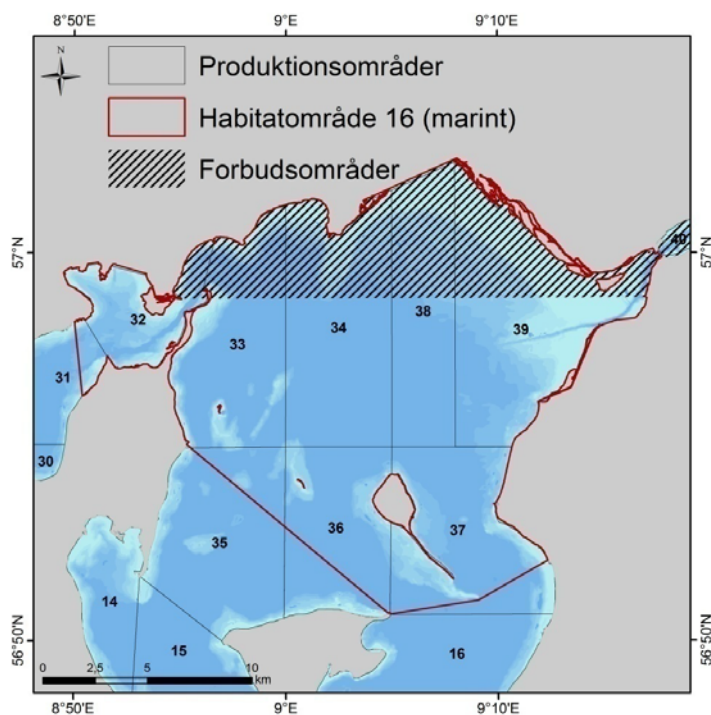 8°50'E 9°E 9°10'E
N
Produktionsområder
Habitatområde 16 (marint)
Forbudsområder
57°N 57°N
40
32
33 34 38 39
31
30
35 36 37
14
15 16
56°50'N 56°50'N
0 2,5 5 10
km
8°50'E 9°E 9°10'E